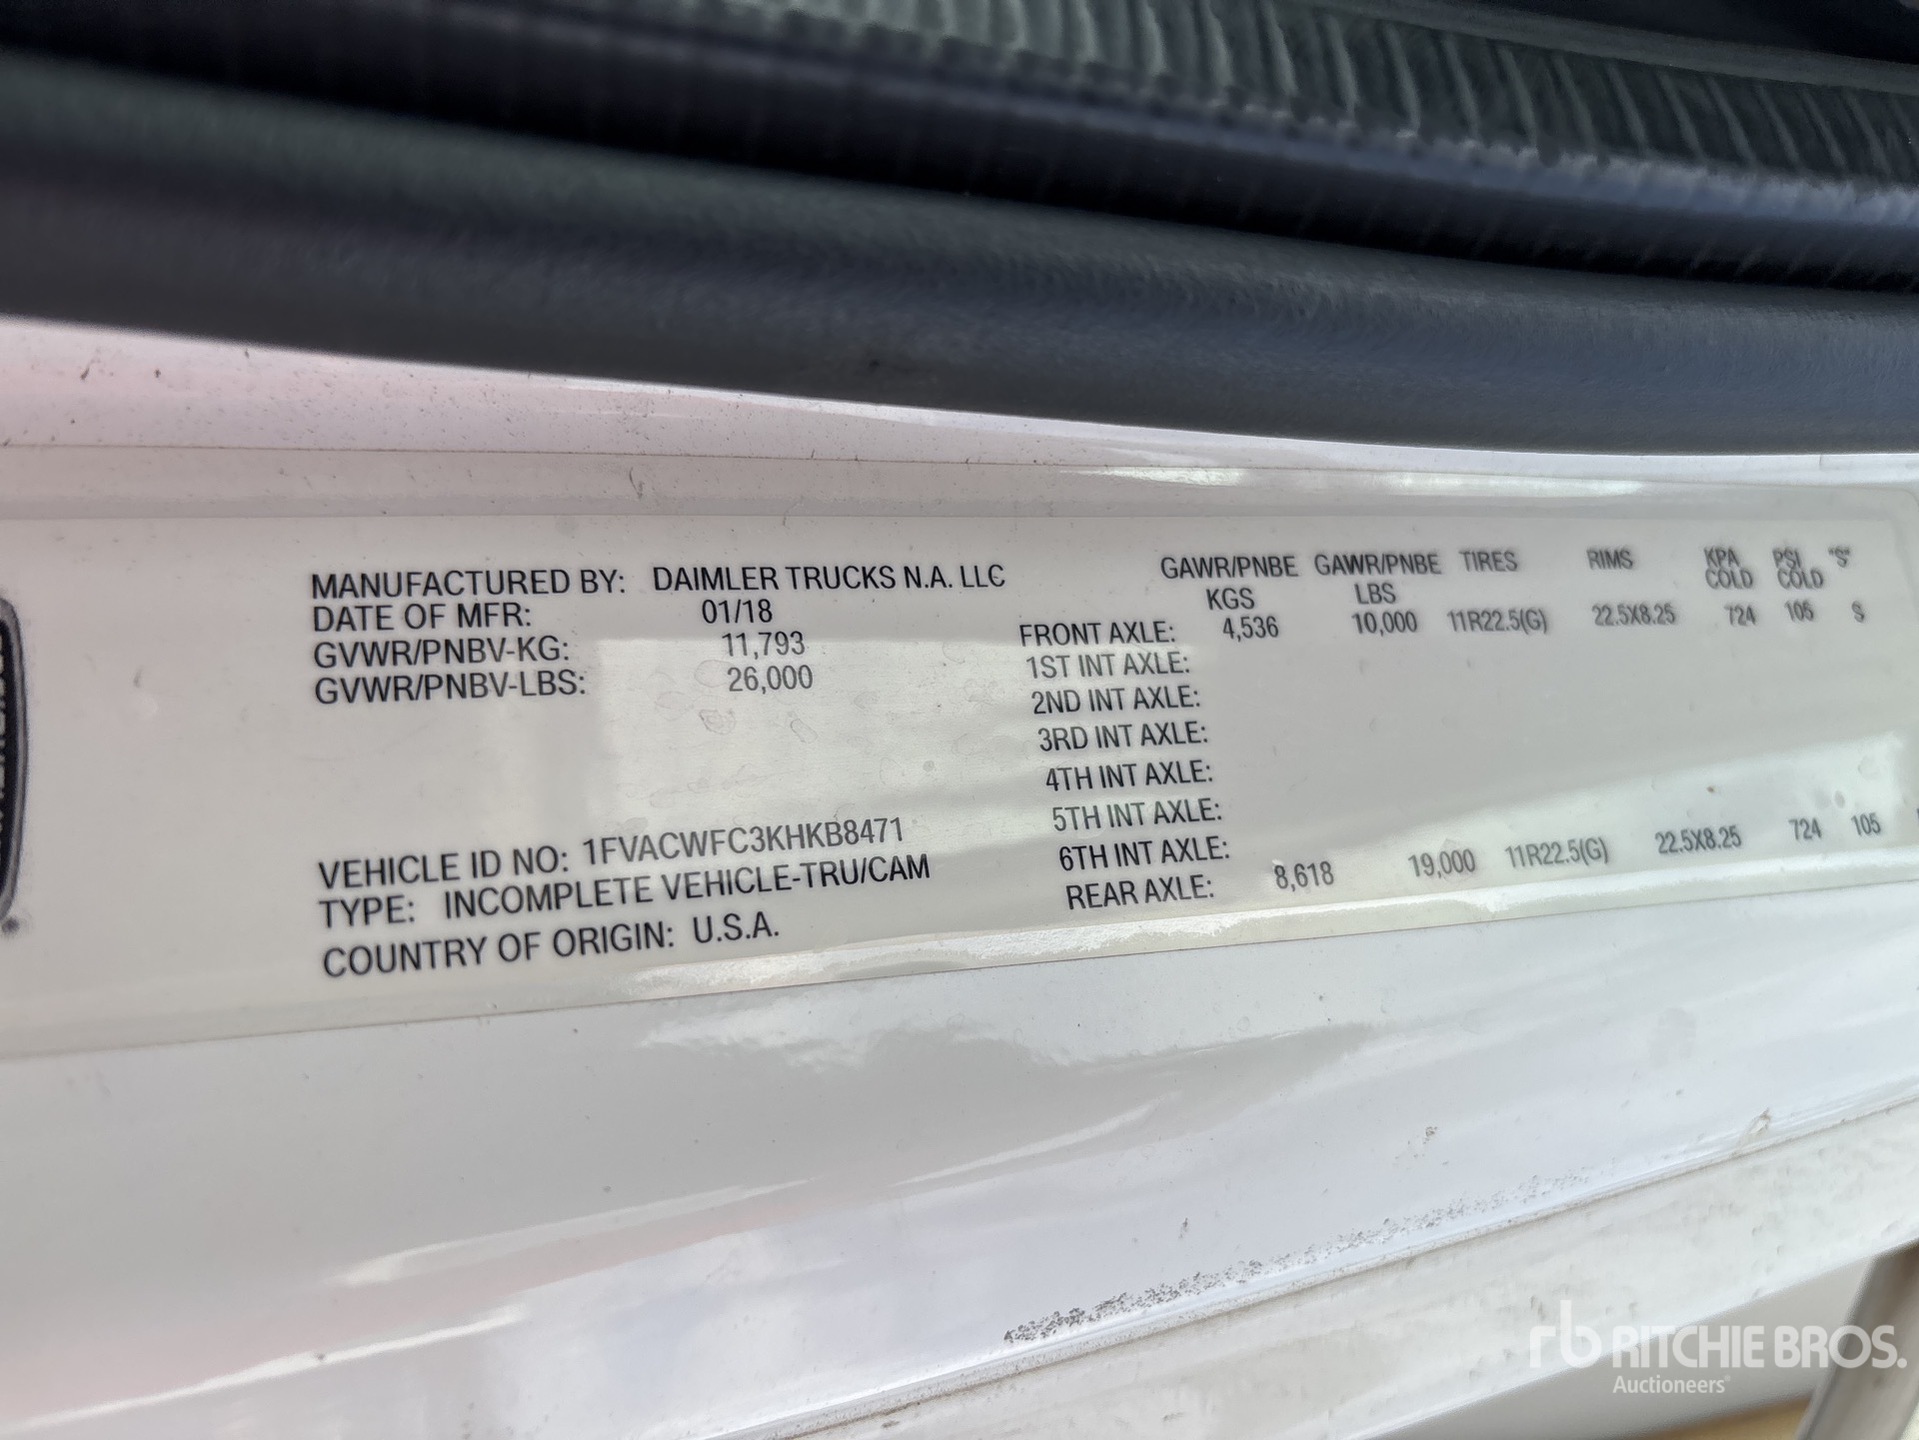 MANUFACTURED BY: DAIMLER TRUCKS N.A. LLC
DATE OF MFR: 01/18
GVWR/PNBV-KG: 11,793
GVWR/PNBV-LBS: 26,000
VEHICLE ID NO: 1FVACWFC3KHKB8471
TYPE: INCOMPLETE VEHICLE-TRU/CAM
COUNTRY OF ORIGIN: U.S.A.
GAWR/PNBE KGS GAWR/PNBE LBS TIRES RIMS KPA COLD PSI COLD "S"
FRONT AXLE: 4,536 10,000 11R22.5(G) 22.5X8.25 724 105 S
1ST INT AXLE:
2ND INT AXLE:
3RD INT AXLE:
4TH INT AXLE:
5TH INT AXLE:
6TH INT AXLE:
REAR AXLE: 8,618 19,000 11R22.5(G) 22.5X8.25 724 105
rb RITCHIE BROS.
Auctioneers